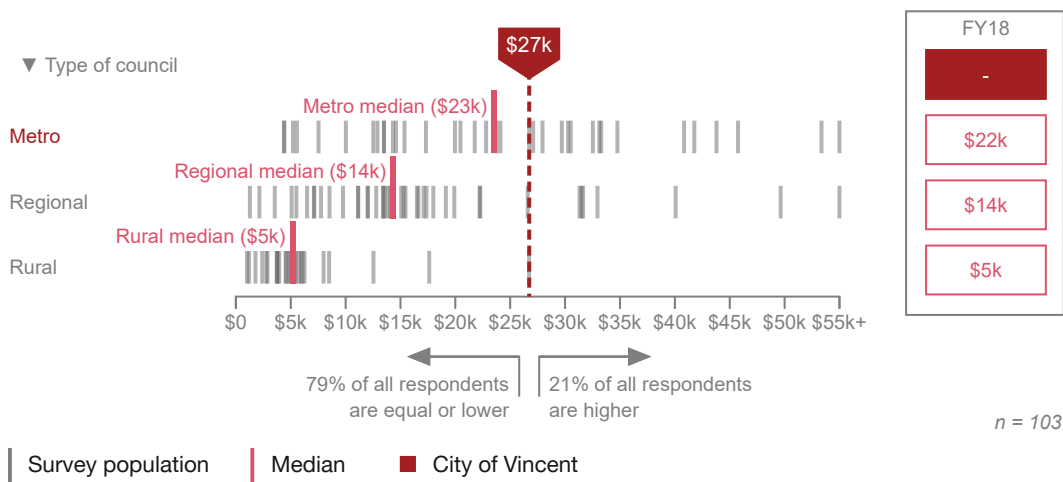 $27k
FY18
▼ Type of council
-
Metro median ($23k)
Metro
$22k
Regional median ($14k)
Regional
$14k
Rural median ($5k)
Rural
$5k
$0 $5k $10k $15k $20k $25k $30k $35k $40k $45k $50k $55k+
79% of all respondents
are equal or lower
21% of all respondents
are higher
n = 103
Survey population
Median
City of Vincent